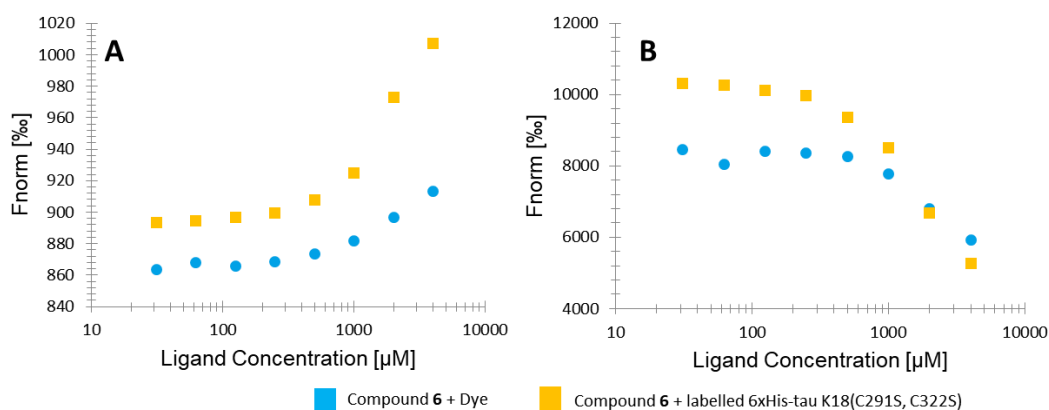 A
Fnorm [‰]
1020
1000
980
960
940
920
900
880
860
840
10 100 1000 10000
Ligand Concentration [µM]
B
Fnorm [‰]
12000
10000
8000
6000
4000
10 100 1000 10000
Ligand Concentration [µM]
Compound 6 + Dye
Compound 6 + labelled 6xHis-tau K18(C291S, C322S)